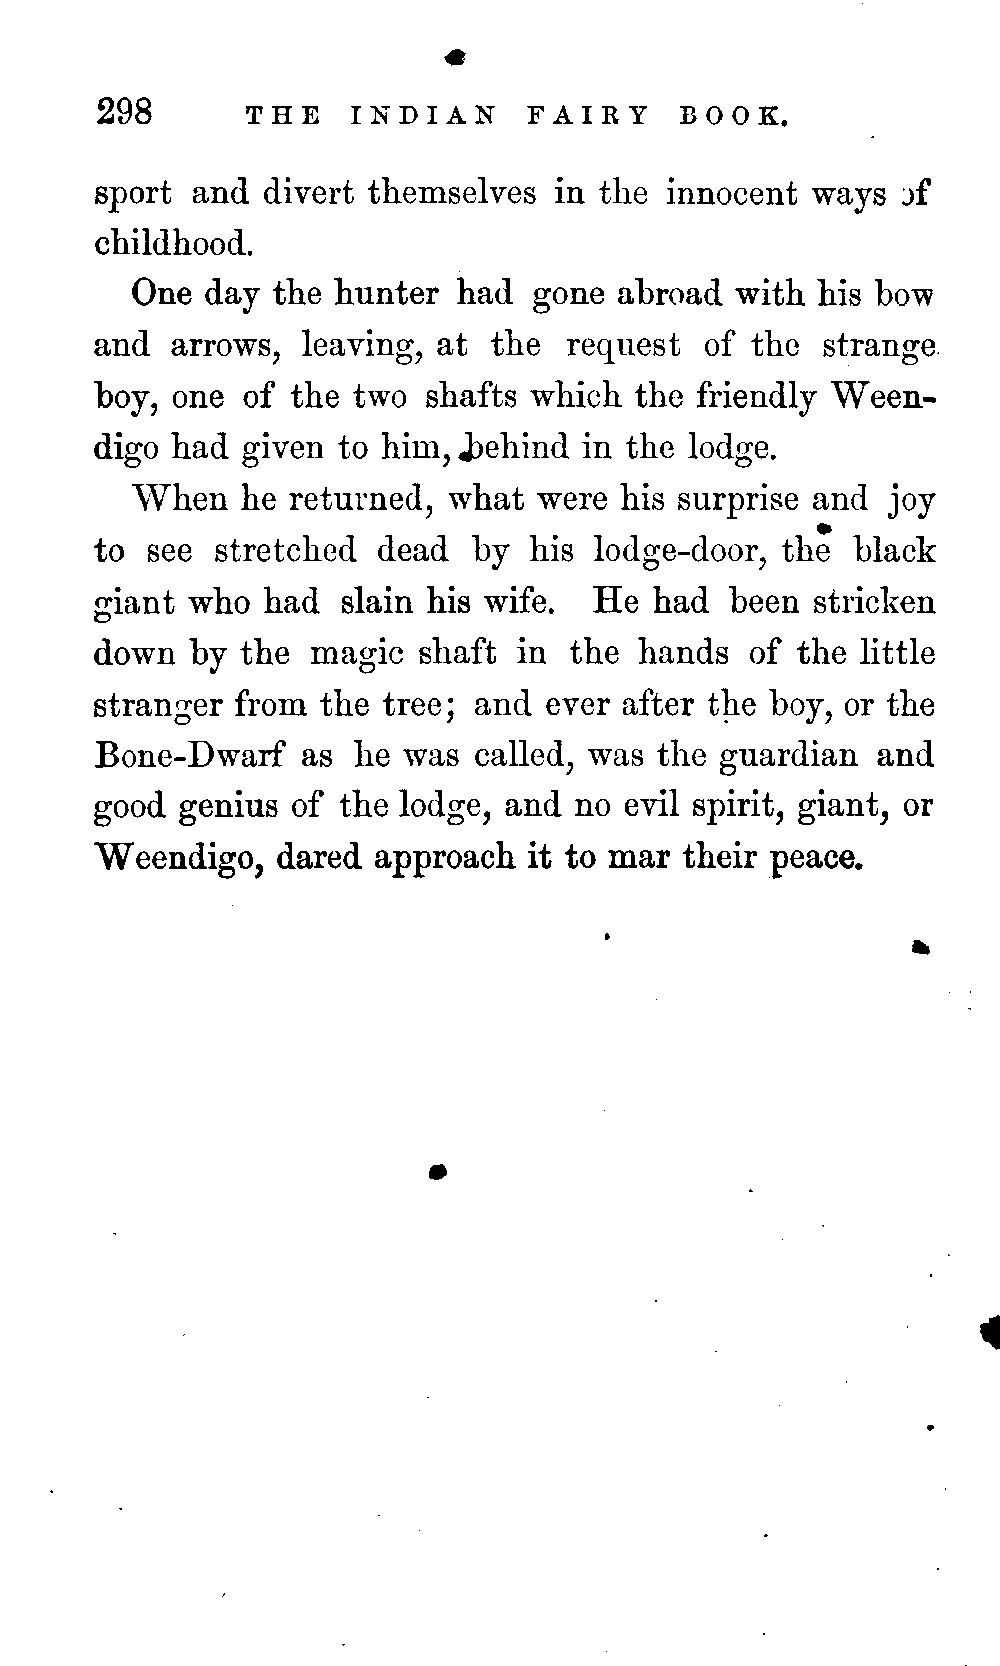 298 THE INDIAN FAIRY BOOK.
sport and divert themselves in the innocent ways of
childhood.
One day the hunter had gone abroad with his bow
and arrows, leaving, at the request of the strange
boy, one of the two shafts which the friendly Ween-
digo had given to him, behind in the lodge.
When he returned, what were his surprise and joy
to see stretched dead by his lodge-door, the black
giant who had slain his wife. He had been stricken
down by the magic shaft in the hands of the little
stranger from the tree; and ever after the boy, or the
Bone-Dwarf as he was called, was the guardian and
good genius of the lodge, and no evil spirit, giant, or
Weendigo, dared approach it to mar their peace.